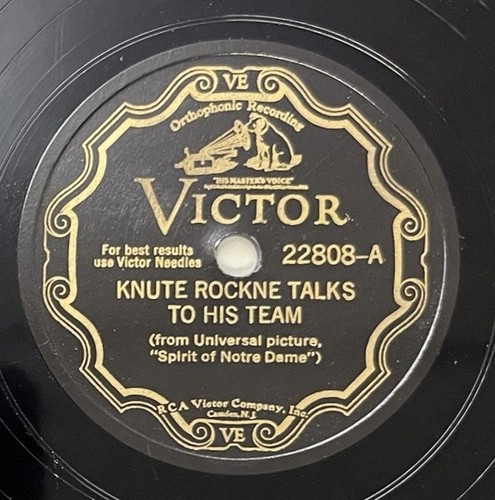 VE
Orthophonic Recording
"HIS MASTER'S VOICE"
VICTOR
For best results
use Victor Needles
22808-A
KNUTE ROCKNE TALKS
TO HIS TEAM
(from Universal picture,
"Spirit of Notre Dame")
RCA Victor Company, Inc.
Camden, N.J.
VE